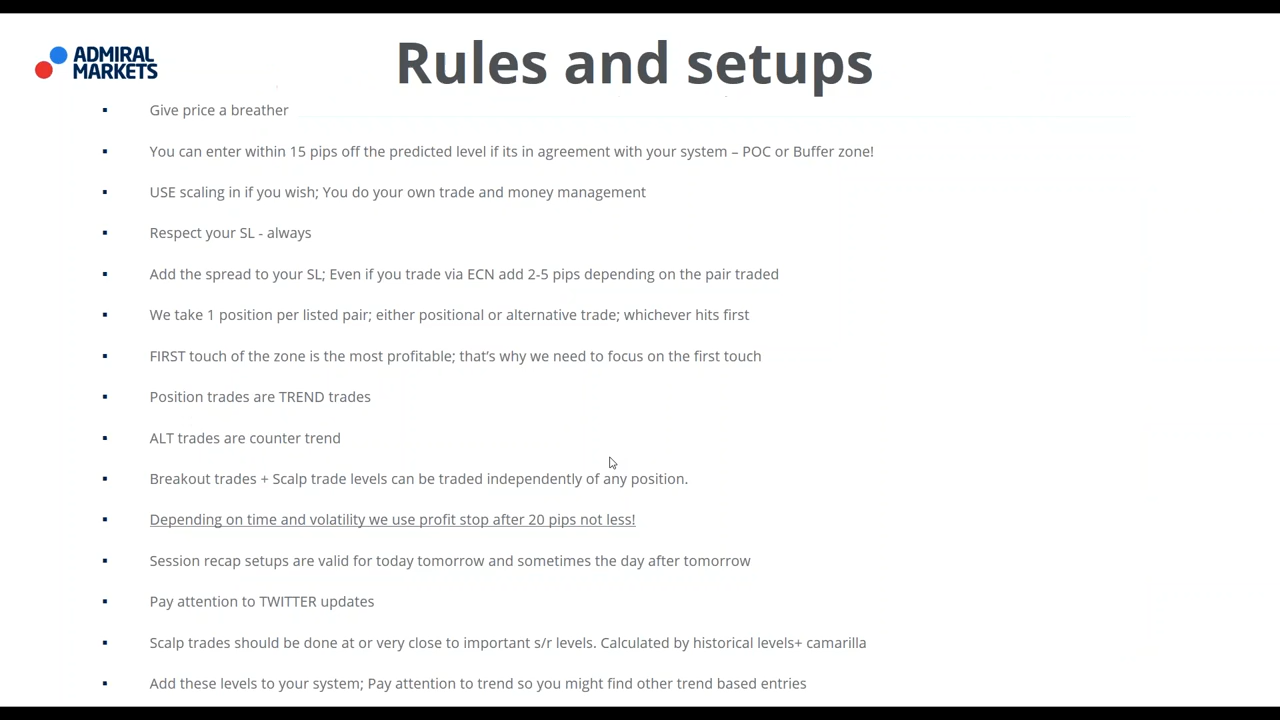 ADMIRAL
MARKETS
Rules and setups
▪ Give price a breather
▪ You can enter within 15 pips off the predicted level if its in agreement with your system – POC or Buffer zone!
▪ USE scaling in if you wish; You do your own trade and money management
▪ Respect your SL - always
▪ Add the spread to your SL; Even if you trade via ECN add 2-5 pips depending on the pair traded
▪ We take 1 position per listed pair; either positional or alternative trade; whichever hits first
▪ FIRST touch of the zone is the most profitable; that’s why we need to focus on the first touch
▪ Position trades are TREND trades
▪ ALT trades are counter trend
▪ Breakout trades + Scalp trade levels can be traded independently of any position.
▪ Depending on time and volatility we use profit stop after 20 pips not less!
▪ Session recap setups are valid for today tomorrow and sometimes the day after tomorrow
▪ Pay attention to TWITTER updates
▪ Scalp trades should be done at or very close to important s/r levels. Calculated by historical levels+ camarilla
▪ Add these levels to your system; Pay attention to trend so you might find other trend based entries